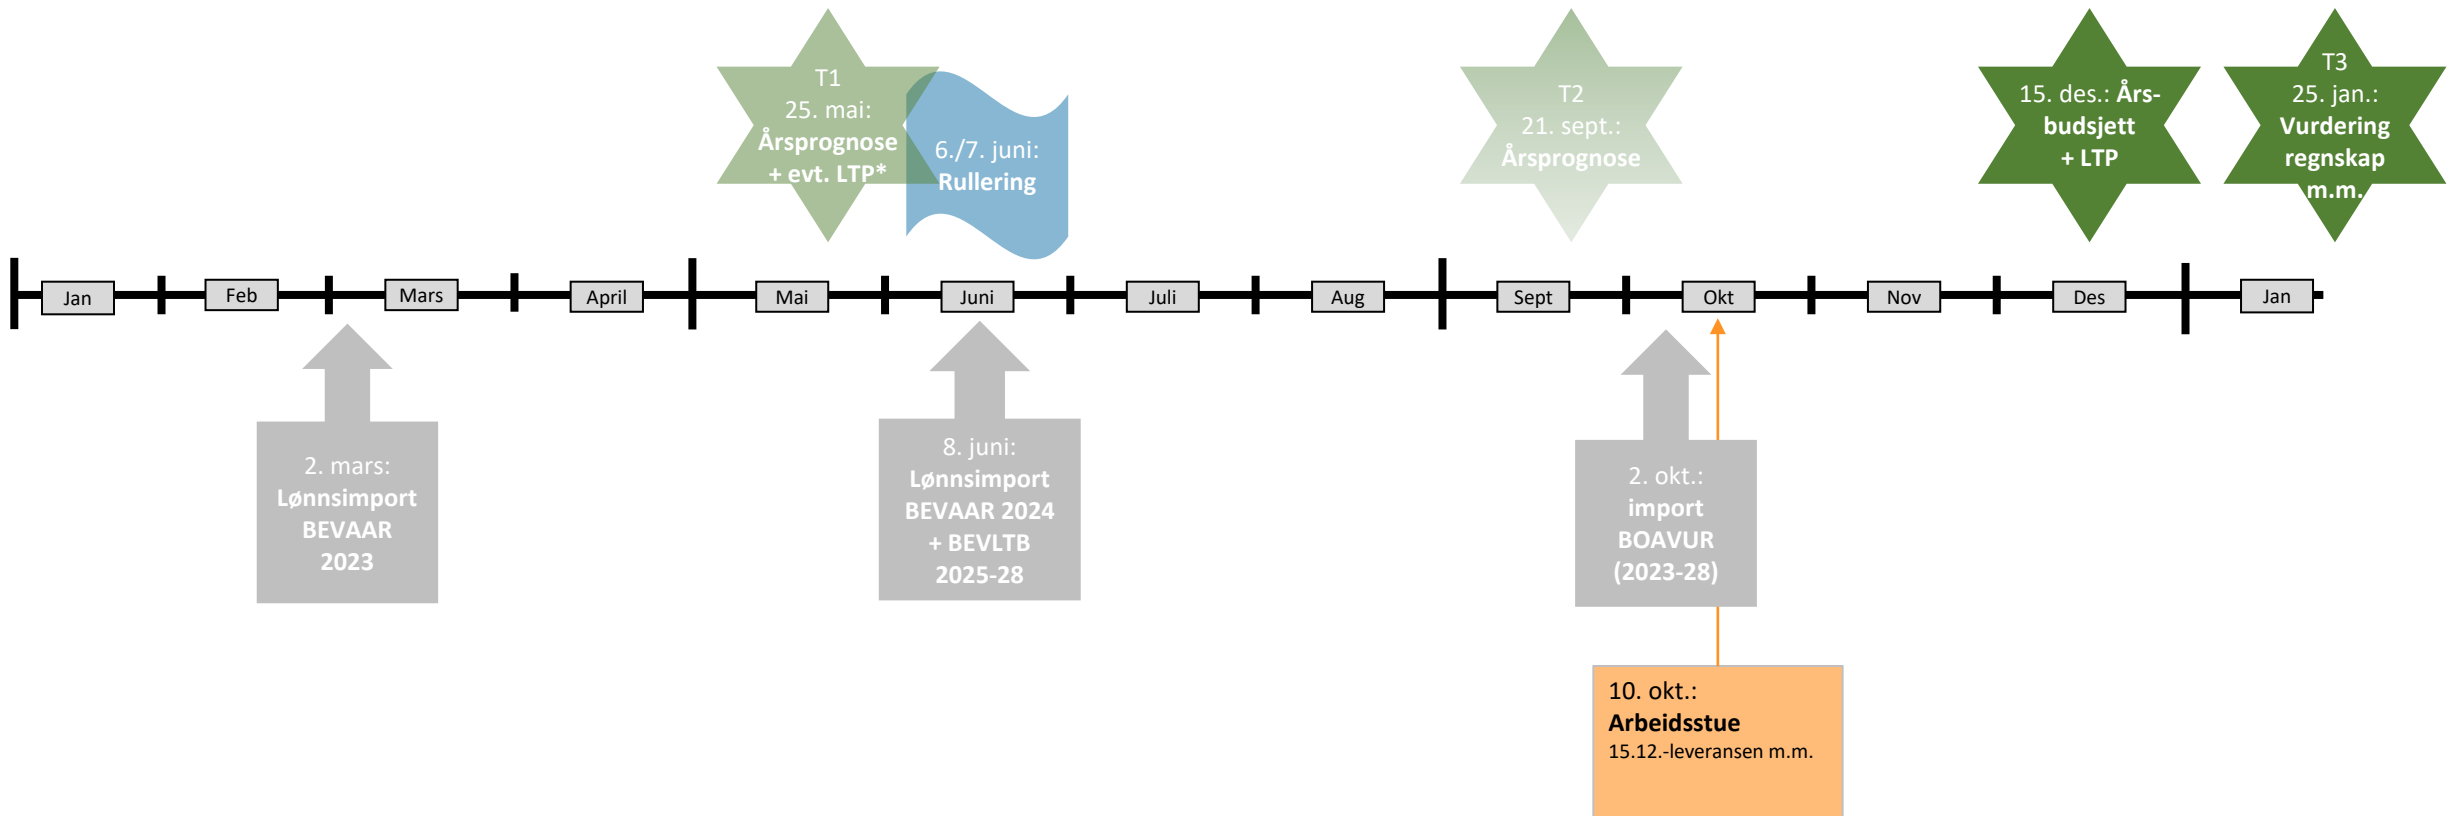 T1
25. mai:
Årsprognose
+ evt. LTP*
6./7. juni:
Rullering
T2
21. sept.:
Årsprognose
15. des.: Års-
budsjett
+ LTP
T3
25. jan.:
Vurdering
regnskap
m.m.
Jan
Feb
Mars
April
Mai
Juni
Juli
Aug
Sept
Okt
Nov
Des
Jan
2. mars:
Lønnsimport
BEVAAR
2023
8. juni:
Lønnsimport
BEVAAR 2024
+ BEVLTB
2025-28
2. okt.:
import
BOAVUR
(2023-28)
10. okt.:
Arbeidsstue
15.12.-leveransen m.m.